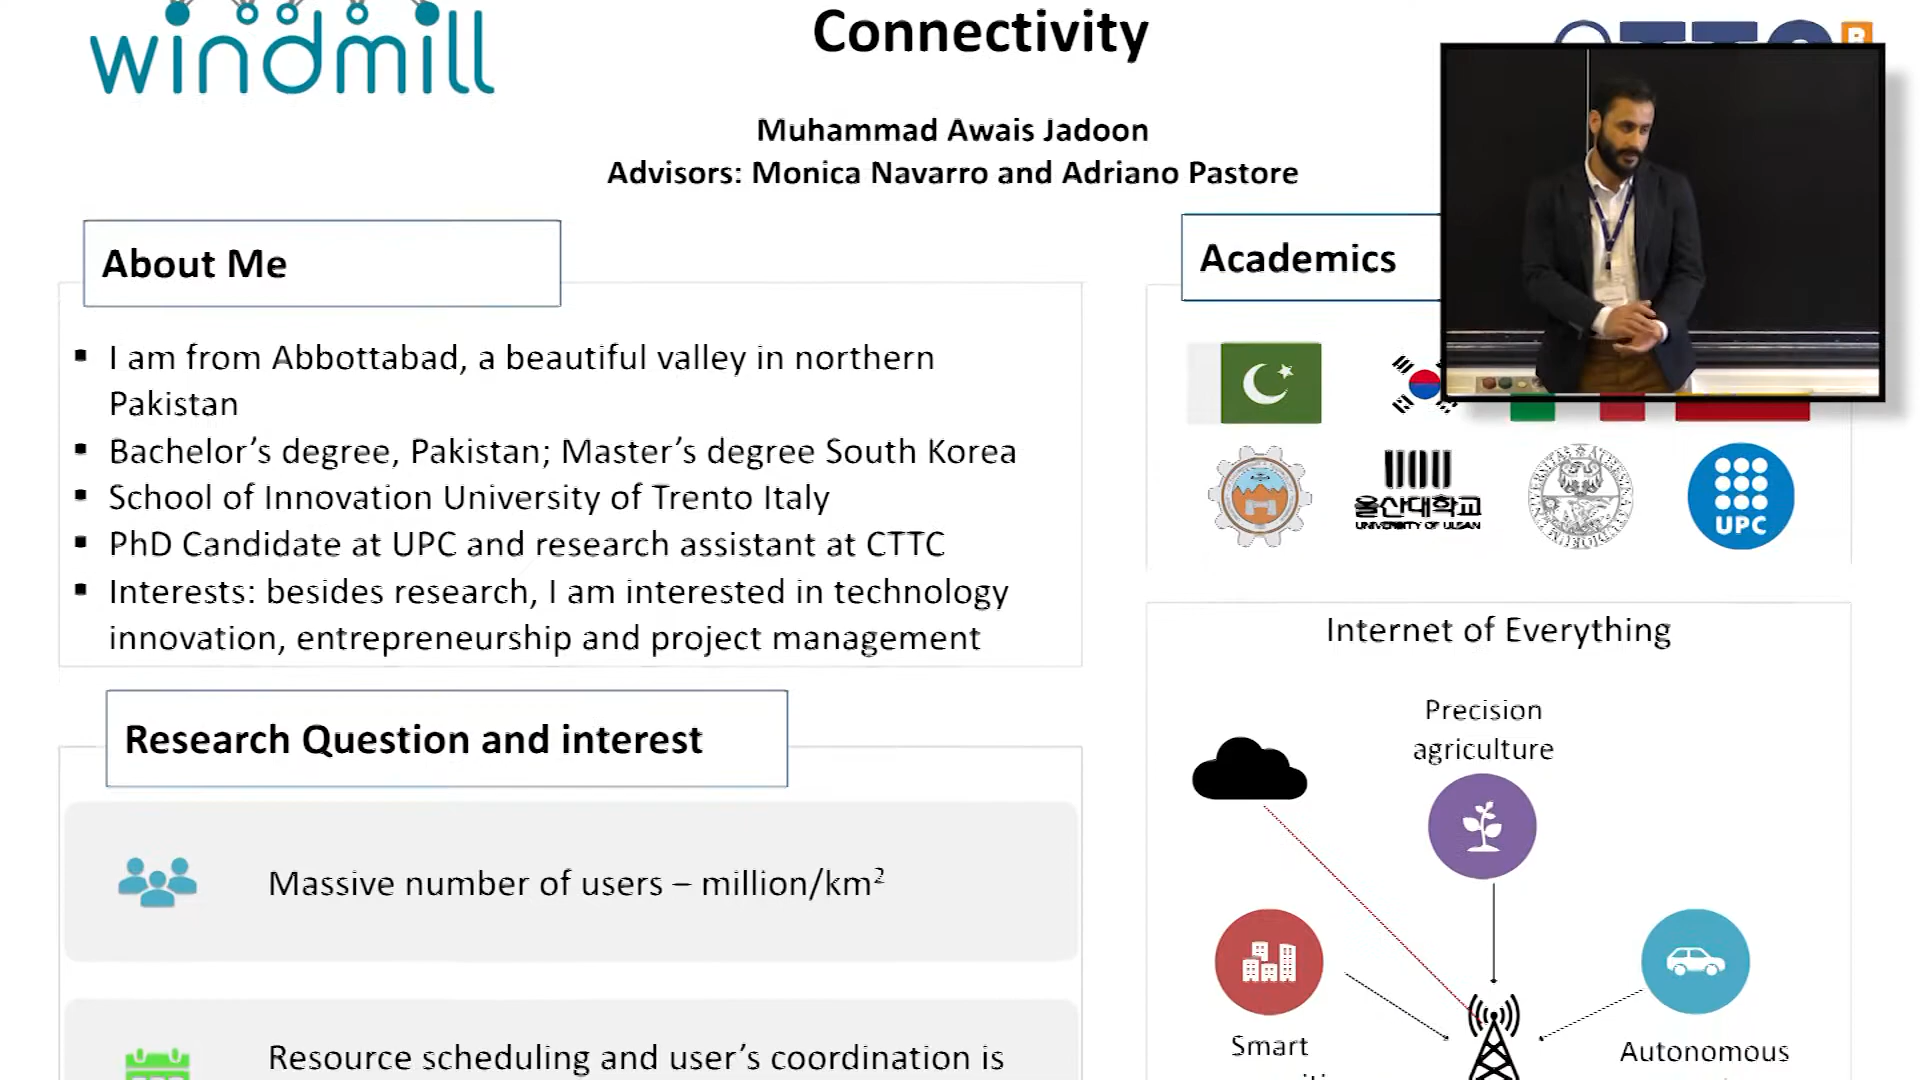 windmill
Connectivity
Muhammad Awais Jadoon
Advisors: Monica Navarro and Adriano Pastore
About Me
▪ I am from Abbottabad, a beautiful valley in northern
Pakistan
▪ Bachelor’s degree, Pakistan; Master’s degree South Korea
▪ School of Innovation University of Trento Italy
▪ PhD Candidate at UPC and research assistant at CTTC
▪ Interests: besides research, I am interested in technology
innovation, entrepreneurship and project management
Academics
울산대학교
UNIVERSITY OF ULSAN
UPC
Research Question and interest
Massive number of users – million/km²
Resource scheduling and user’s coordination is
Internet of Everything
Precision
agriculture
Smart
Autonomous